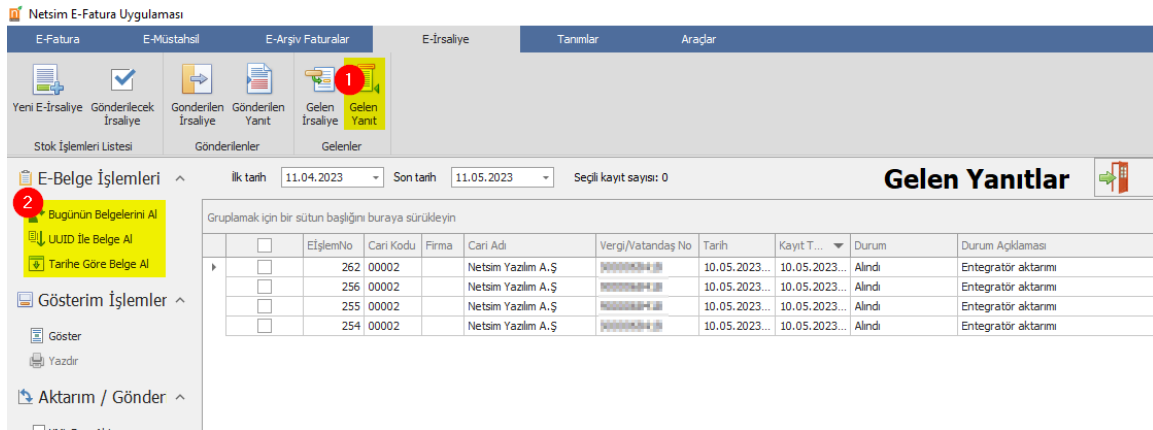 Netsim E-Fatura Uygulaması
E-Fatura E-Müstahsil E-Arşiv Faturalar E-İrsaliye Tanımlar Araçlar
1
Yeni E-İrsaliye Gönderilecek İrsaliye Gonderilen İrsaliye Gönderilen Yanıt Gelen İrsaliye Gelen Yanıt
Stok İşlemleri Listesi Gönderilenler Gelenler
E-Belge İşlemleri İlk tarih 11.04.2023 Son tarih 11.05.2023 Seçili kayıt sayısı: 0 Gelen Yanıtlar
2
Bugünün Belgelerini Al
UUID İle Belge Al
Tarihe Göre Belge Al
Gruplamak için bir sütun başlığını buraya sürükleyin
EİşlemNo Cari Kodu Firma Cari Adı Vergi/Vatandaş No Tarih Kayıt T... Durum Durum Açıklaması
262 00002 Netsim Yazılım A.Ş 10.05.2023... 10.05.2023... Alındı Entegratör aktarımı
256 00002 Netsim Yazılım A.Ş 10.05.2023... 10.05.2023... Alındı Entegratör aktarımı
255 00002 Netsim Yazılım A.Ş 10.05.2023... 10.05.2023... Alındı Entegratör aktarımı
254 00002 Netsim Yazılım A.Ş 10.05.2023... 10.05.2023... Alındı Entegratör aktarımı
Gösterim İşlemler
Göster
Yazdır
Aktarım / Gönder